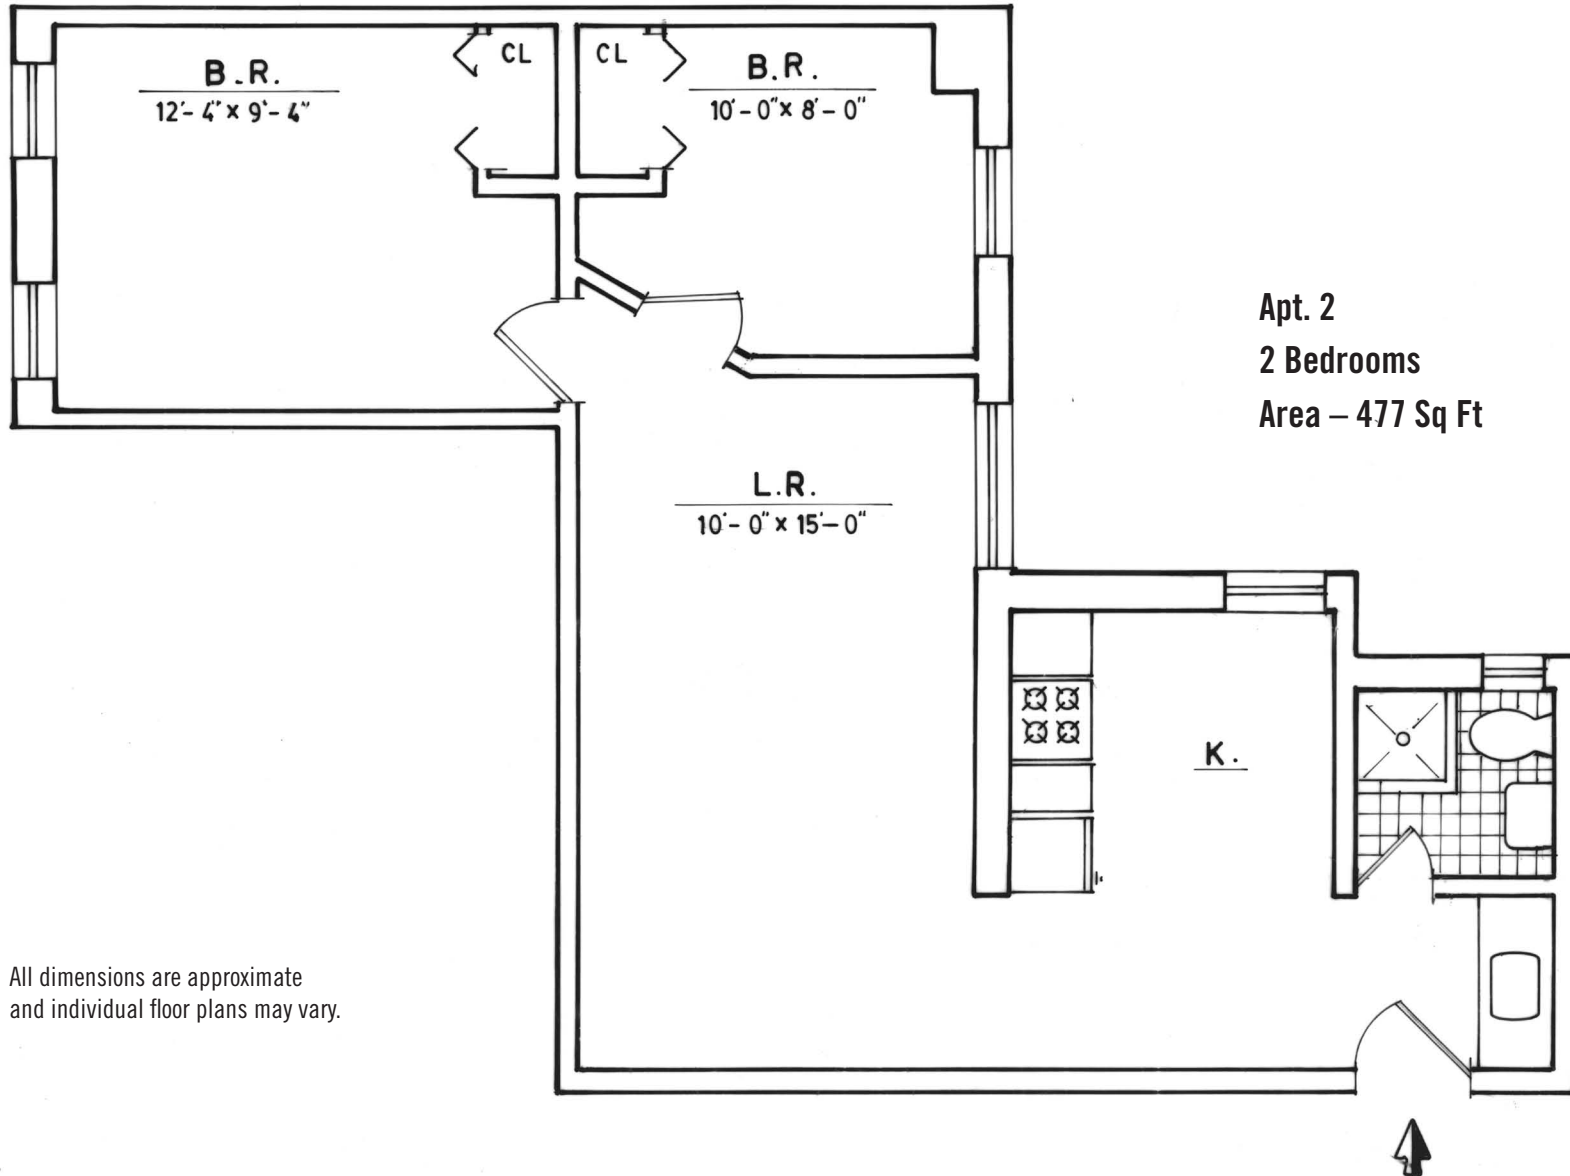 B.R.
12'-4" x 9'-4"
CL
CL
B.R.
10'-0" x 8'-0"
Apt. 2
2 Bedrooms
Area – 477 Sq Ft
L.R.
10'-0" x 15'-0"
K.
All dimensions are approximate
and individual floor plans may vary.